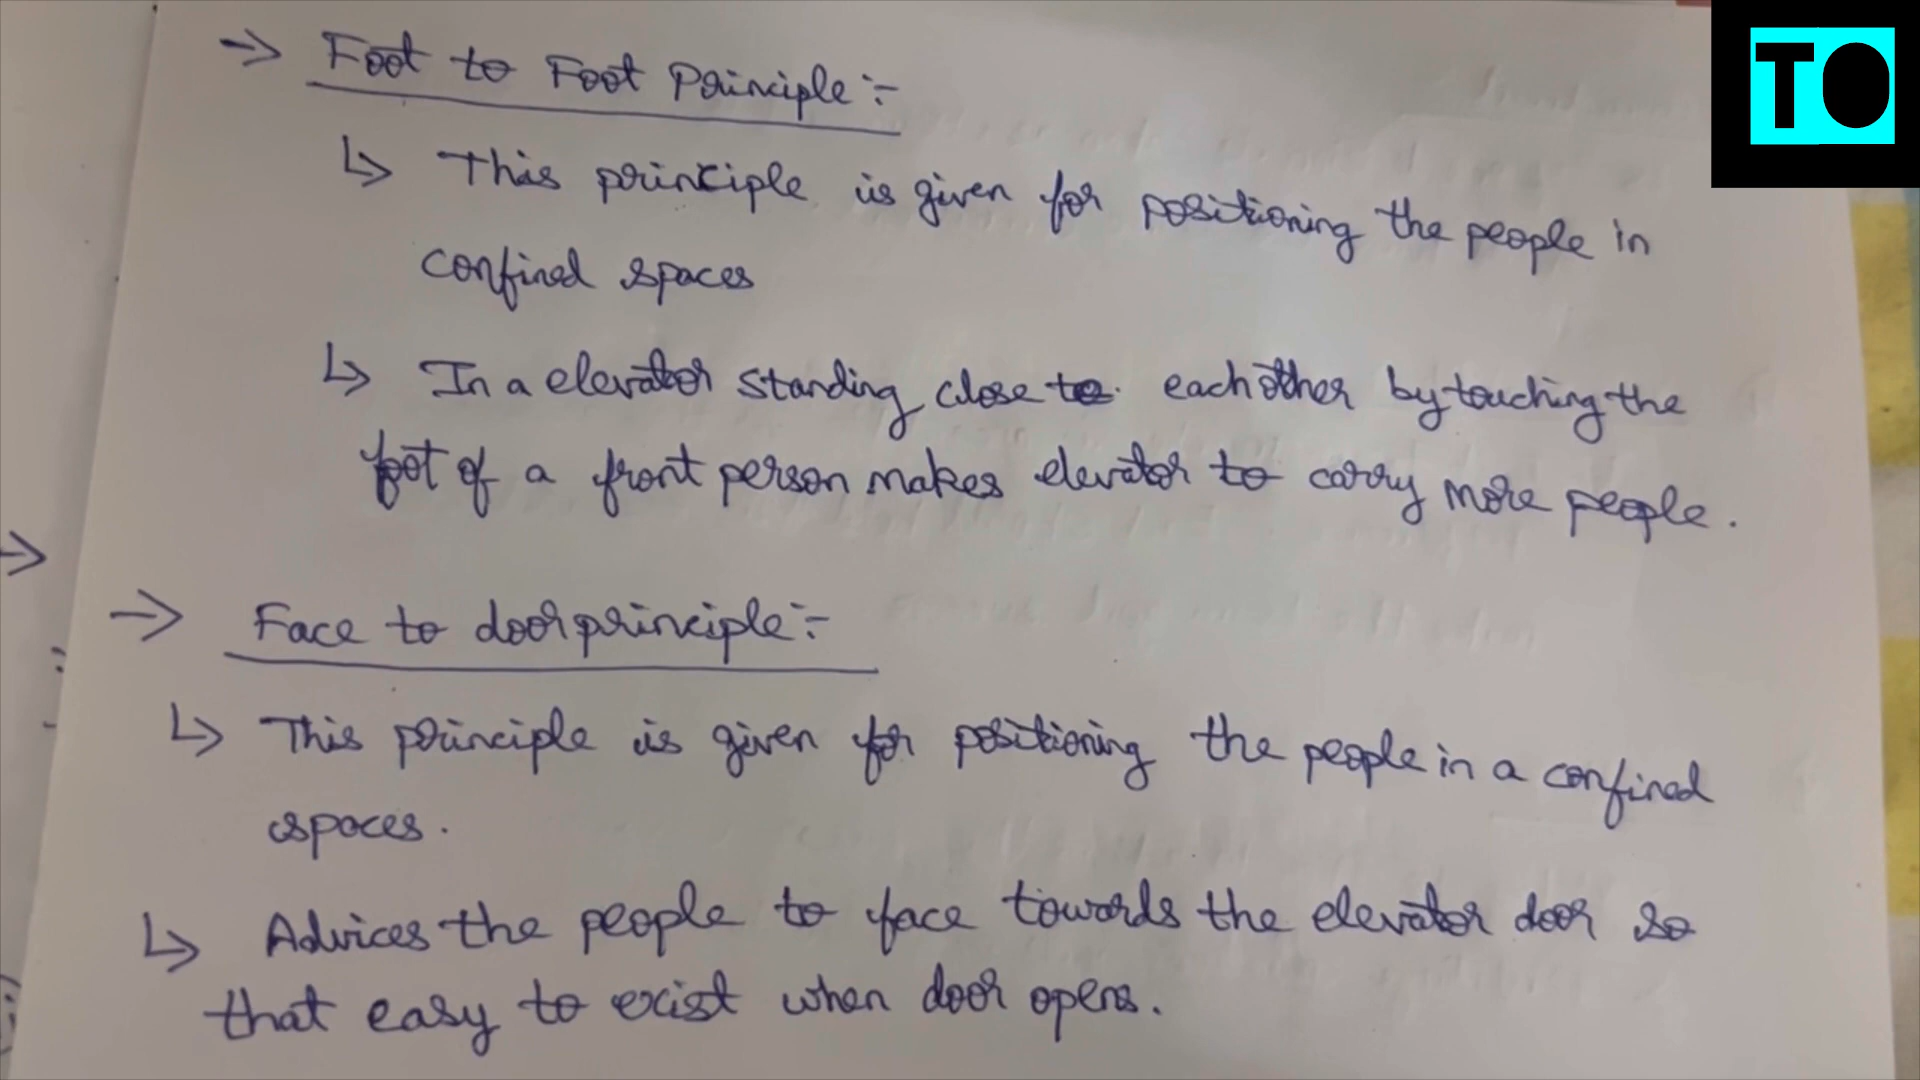 TO
→ Foot to Foot Principle :-
↳ This principle is given for positioning the people in
confined spaces
↳ In a elevator standing close to each other by touching the
foot of a front person makes elevator to carry more people.
→ Face to door principle :-
↳ This principle is given for positioning the people in a confined
spaces.
↳ Advices the people to face towards the elevator door so
that easy to exist when door opens.